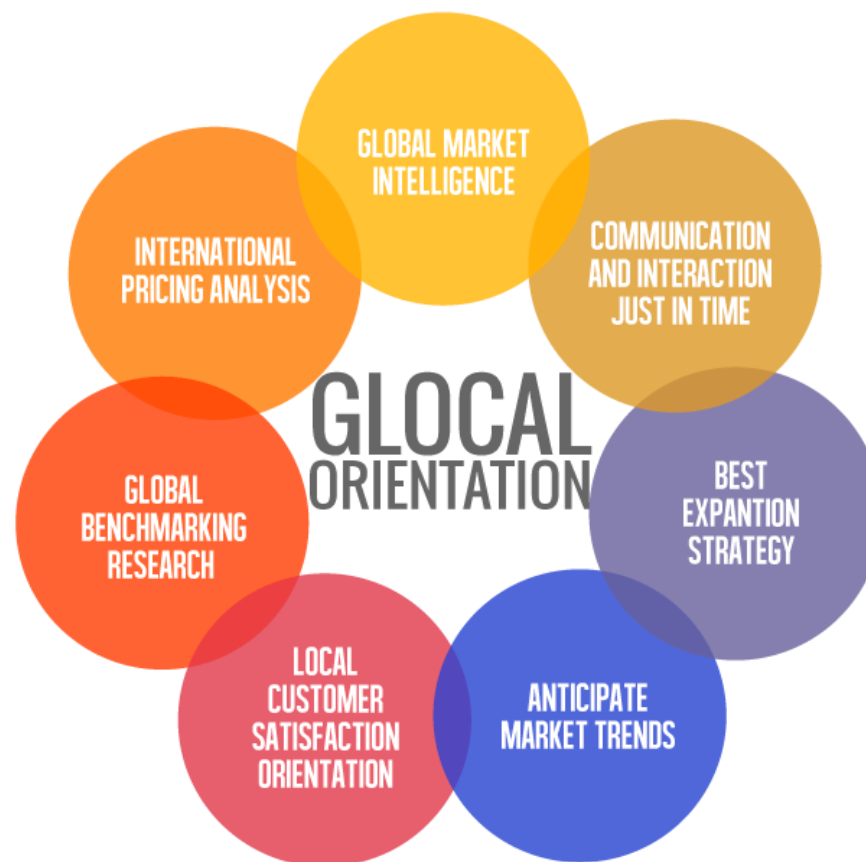 GLOBAL MARKET
INTELLIGENCE
COMMUNICATION
AND INTERACTION
JUST IN TIME
BEST
EXPANTION
STRATEGY
ANTICIPATE
MARKET TRENDS
LOCAL
CUSTOMER
SATISFACTION
ORIENTATION
GLOBAL
BENCHMARKING
RESEARCH
INTERNATIONAL
PRICING ANALYSIS
GLOCAL
ORIENTATION